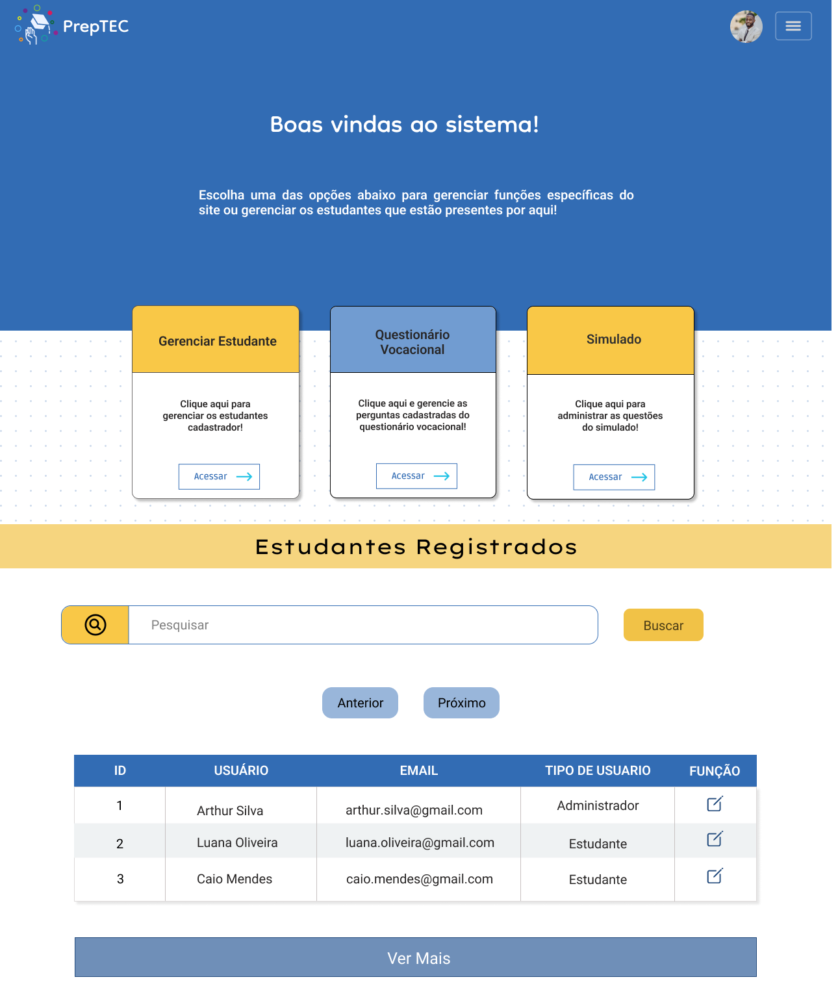 PrepTEC
Boas vindas ao sistema!
Escolha uma das opções abaixo para gerenciar funções específicas do
site ou gerenciar os estudantes que estão presentes por aqui!
Gerenciar Estudante
Clique aqui para
gerenciar os estudantes
cadastrador!
Acessar
Questionário
Vocacional
Clique aqui e gerencie as
perguntas cadastradas do
questionário vocacional!
Acessar
Simulado
Clique aqui para
administrar as questões
do simulado!
Acessar
Estudantes Registrados
Pesquisar
Buscar
Anterior Próximo
ID USUÁRIO EMAIL TIPO DE USUARIO FUNÇÃO
1 Arthur Silva arthur.silva@gmail.com Administrador
2 Luana Oliveira luana.oliveira@gmail.com Estudante
3 Caio Mendes caio.mendes@gmail.com Estudante
Ver Mais